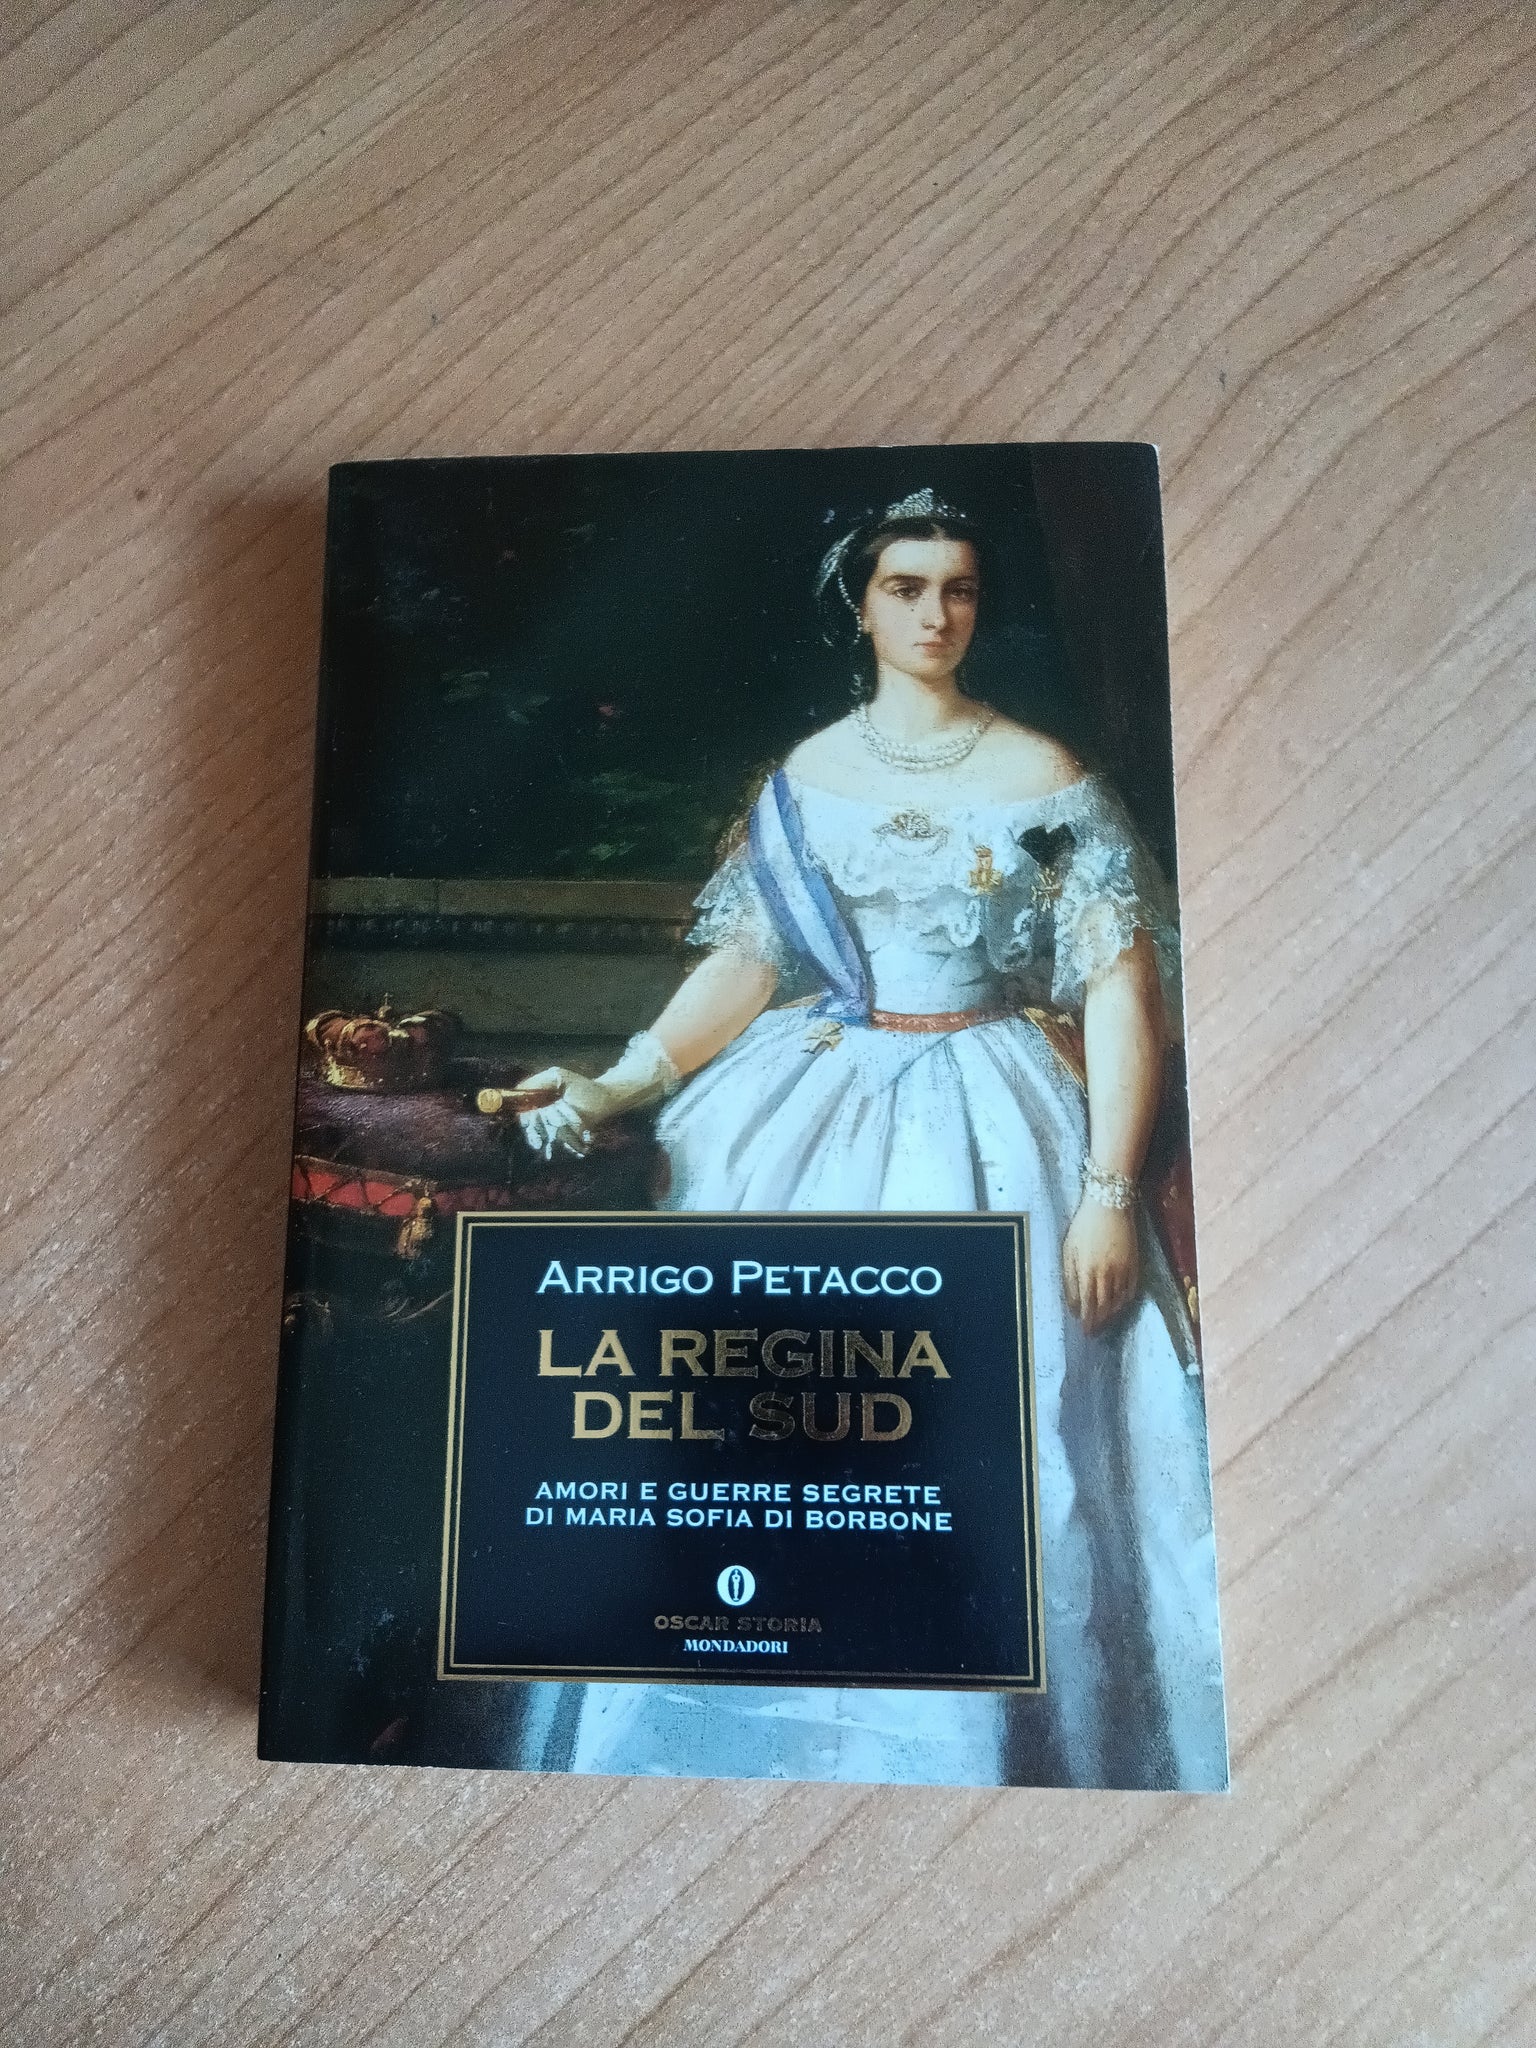 ARRIGO PETACCO
LA REGINA
DEL SUD
AMORI E GUERRE SEGRETE
DI MARIA SOFIA DI BORBONE
OSCAR STORIA
MONDADORI